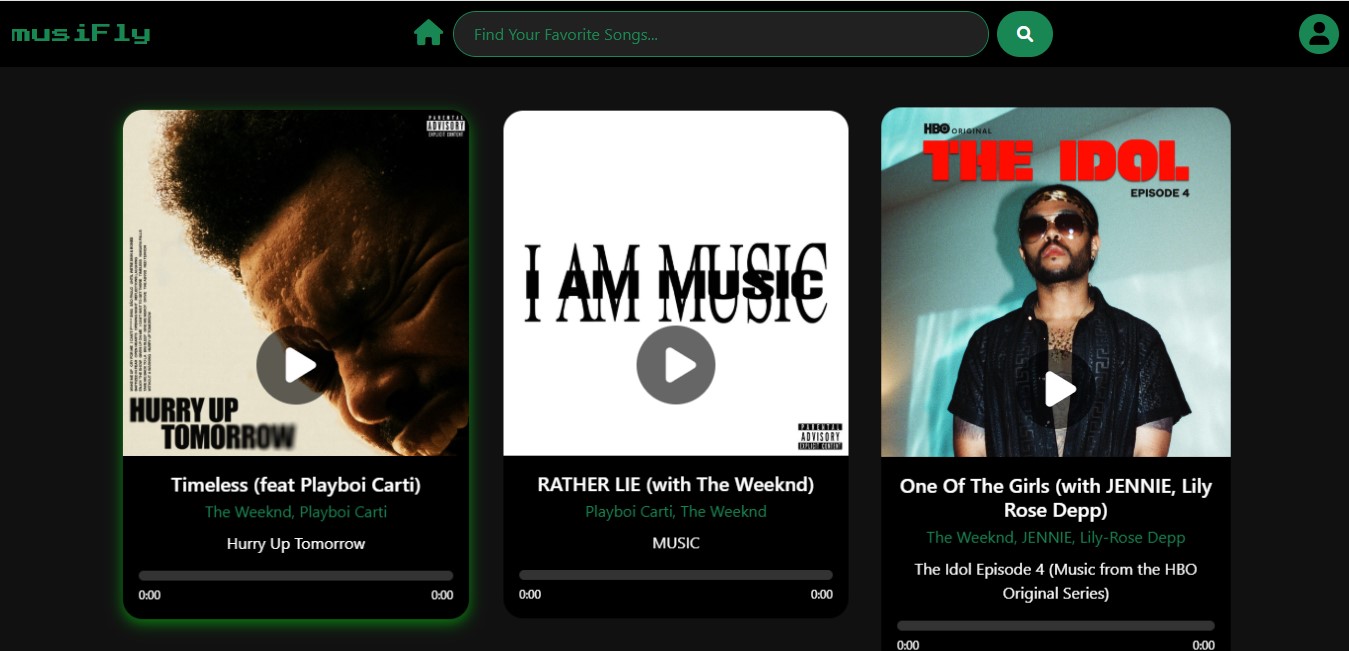 musiFly
Find Your Favorite Songs...
PARENTAL
ADVISORY
EXPLICIT CONTENT
HURRY UP
TOMORROW
Timeless (feat Playboi Carti)
The Weeknd, Playboi Carti
Hurry Up Tomorrow
0:00 0:00
I AM MUSIC
I AM MUSIC
PARENTAL
ADVISORY
EXPLICIT CONTENT
RATHER LIE (with The Weeknd)
Playboi Carti, The Weeknd
MUSIC
0:00 0:00
HBO ORIGINAL
THE IDOL
EPISODE 4
One Of The Girls (with JENNIE, Lily
Rose Depp)
The Weeknd, JENNIE, Lily-Rose Depp
The Idol Episode 4 (Music from the HBO
Original Series)
0:00 0:00